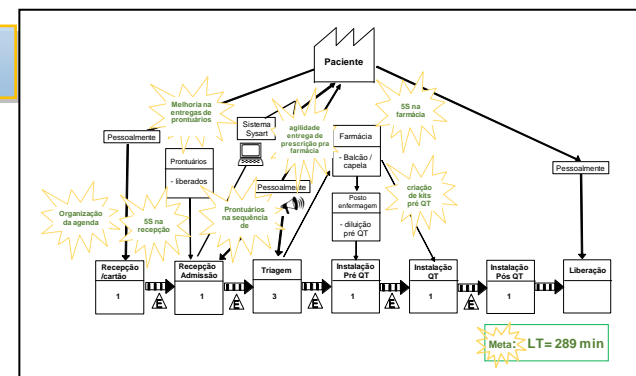 Paciente
Melhoria na
entregas de
prontuários
Sistema
Sysart
agilidade
entrega de
prescrição pra
farmácia
5S na
farmácia
Pessoalmente
Farmácia
- Balcão /
capela
Prontuários
- liberados
Pessoalmente
Pessoalmente
Organização
da agenda
5S na
recepção
Prontuários
na sequência
de
Posto
enfermagem
- diluição
pré QT
criação
de kits
pré QT
Recepção
/cartão
1
Recepção
Admissão
1
Triagem
3
Instalação
Pré QT
1
Instalação
QT
1
Instalação
Pós QT
1
Liberação
E
E
E
E
E
Meta: LT= 289 min